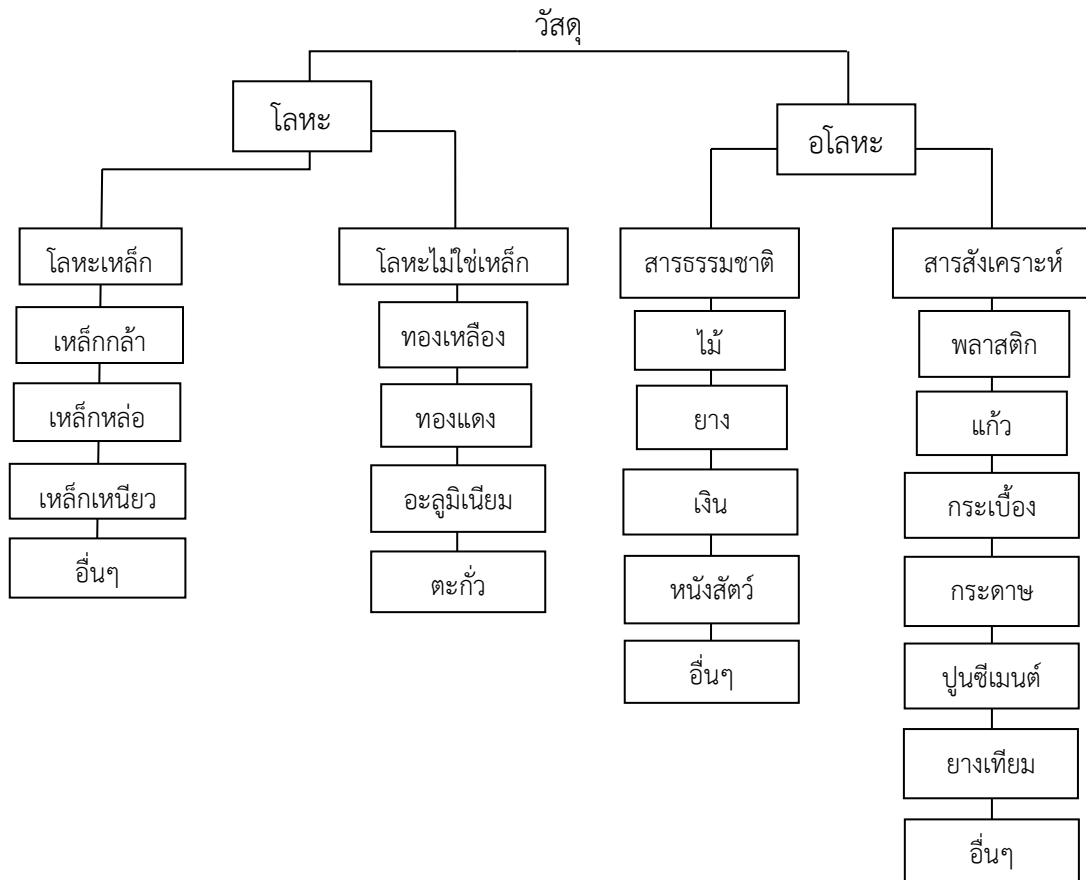 วัสดุ
โลหะ
อโลหะ
โลหะเหล็ก
โลหะไม่ใช่เหล็ก
สารธรรมชาติ
สารสังเคราะห์
เหล็กกล้า
ทองเหลือง
ไม้
พลาสติก
เหล็กหล่อ
ทองแดง
ยาง
แก้ว
เหล็กเหนียว
อะลูมิเนียม
เงิน
กระเบื้อง
อื่นๆ
ตะกั่ว
หนังสัตว์
กระดาษ
อื่นๆ
ปูนซีเมนต์
ยางเทียม
อื่นๆ